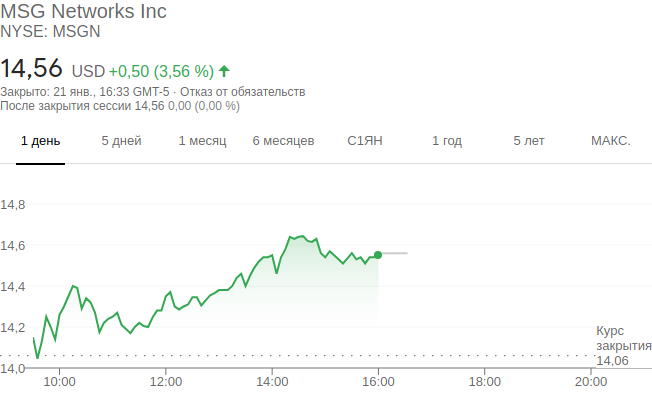 MSG Networks Inc
NYSE: MSGN
14,56 USD +0,50 (3,56 %)
Закрыто: 21 янв., 16:33 GMT-5 · Отказ от обязательств
После закрытия сессии 14,56 0,00 (0,00 %)
1 день 5 дней 1 месяц 6 месяцев С1ЯН 1 год 5 лет МАКС.
14,8
14,6
14,4
14,2
Курс
закрытия
14,06
14,0
10:00 12:00 14:00 16:00 18:00 20:00